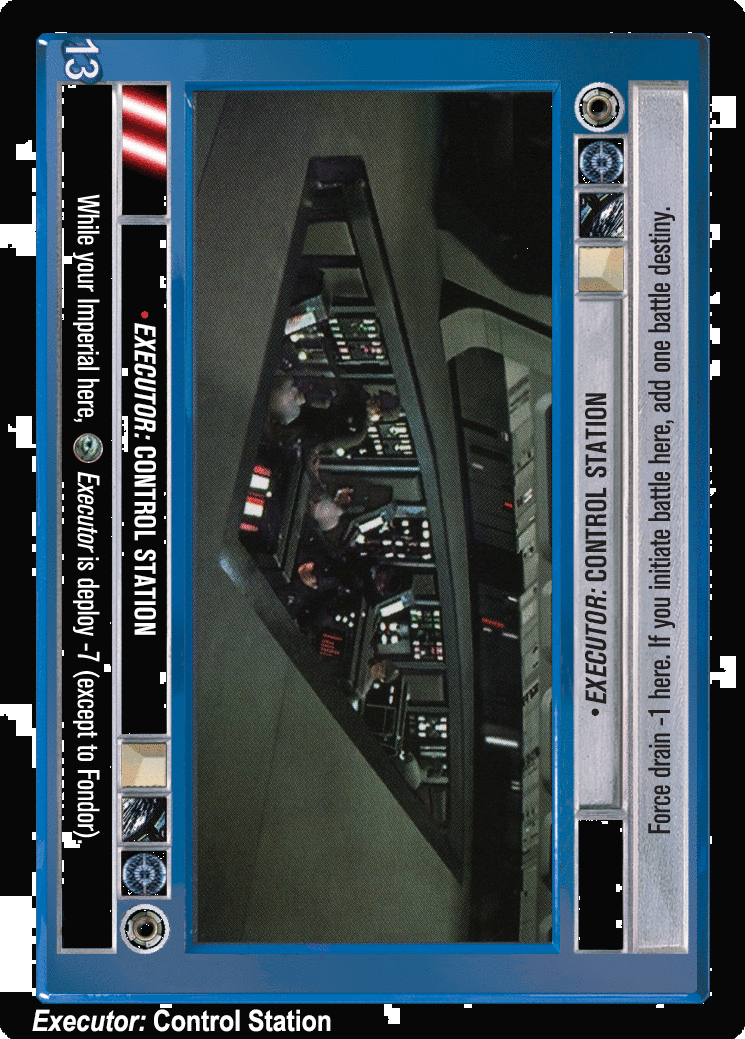 13
While your Imperial here, Executor is deploy -7 (except to Fondor).
• EXECUTOR: CONTROL STATION
• EXECUTOR: CONTROL STATION
Force drain -1 here. If you initiate battle here, add one battle destiny.
Executor: Control Station